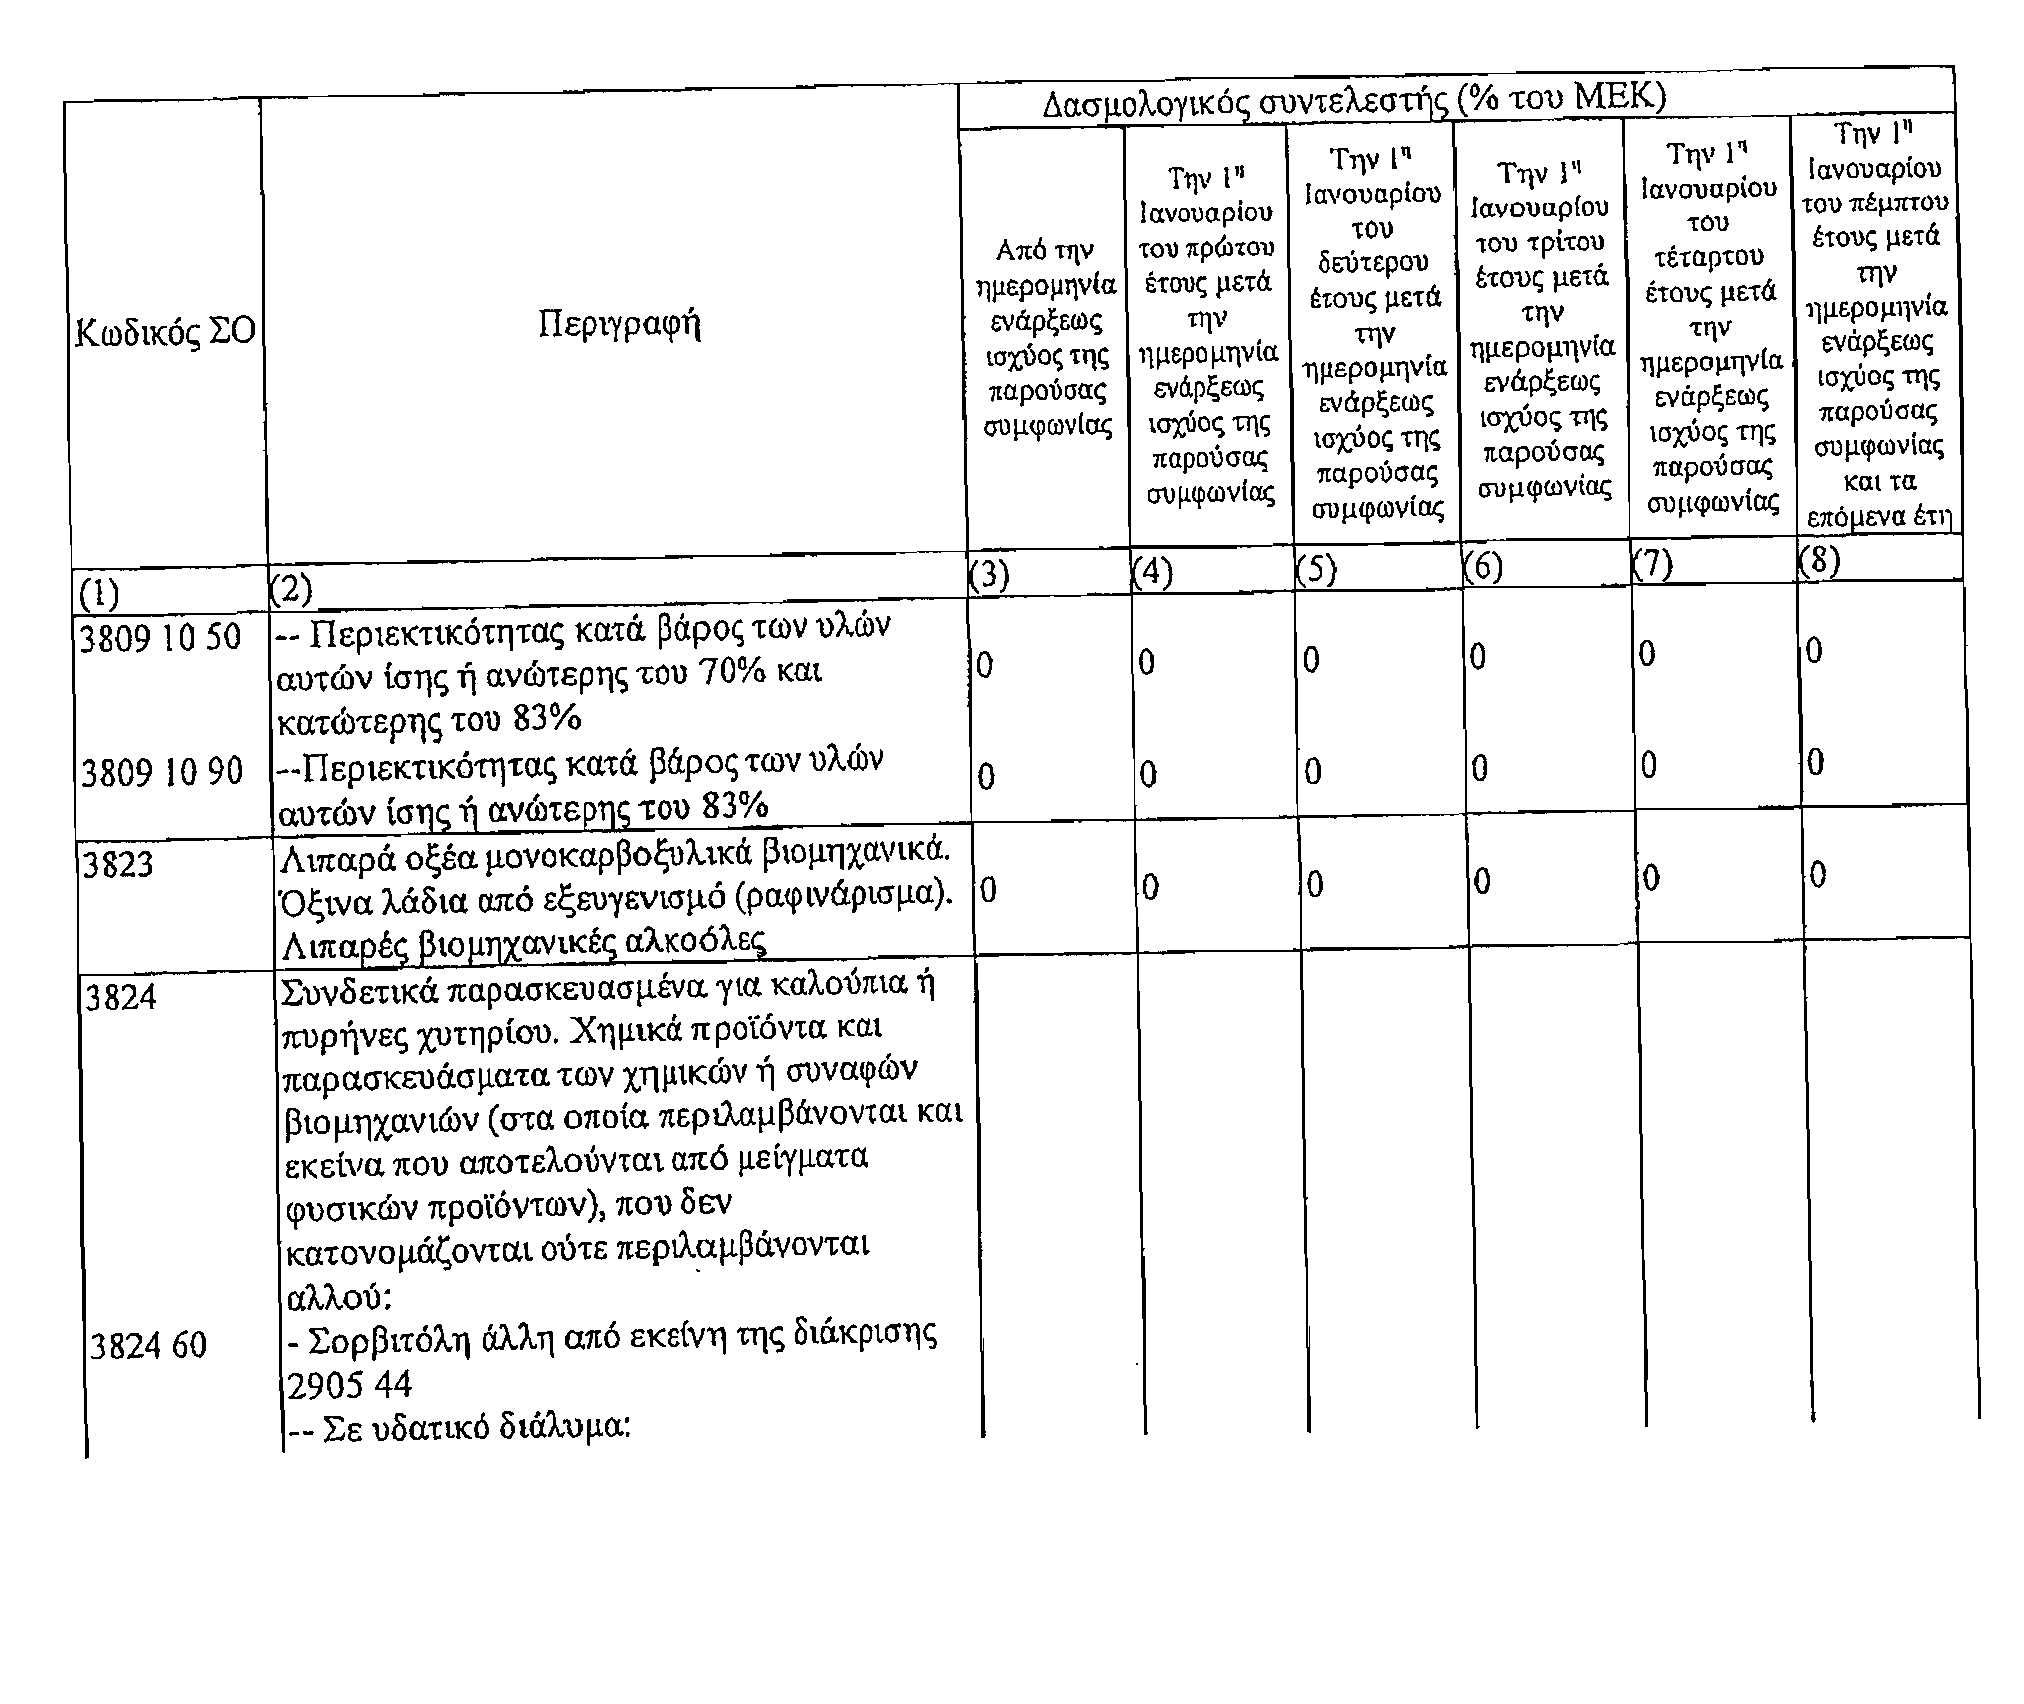 Δασμολογικός συντελεστής (% του ΜΕΚ)
Κωδικός ΣΟ
Περιγραφή
Από την
ημερομηνία
ενάρξεως
ισχύος της
παρούσας
συμφωνίας
Την 1η
Ιανουαρίου
του πρώτου
έτους μετά
την
ημερομηνία
ενάρξεως
ισχύος της
παρούσας
συμφωνίας
Την 1η
Ιανουαρίου
του
δεύτερου
έτους μετά
την
ημερομηνία
ενάρξεως
ισχύος της
παρούσας
συμφωνίας
Την 1η
Ιανουαρίου
του τρίτου
έτους μετά
την
ημερομηνία
ενάρξεως
ισχύος της
παρούσας
συμφωνίας
Την 1η
Ιανουαρίου
του
τέταρτου
έτους μετά
την
ημερομηνία
ενάρξεως
ισχύος της
παρούσας
συμφωνίας
Την 1η
Ιανουαρίου
του πέμπτου
έτους μετά
την
ημερομηνία
ενάρξεως
ισχύος της
παρούσας
συμφωνίας
και τα
επόμενα έτη
(1) (2) (3) (4) (5) (6) (7) (8)
3809 10 50 -- Περιεκτικότητας κατά βάρος των υλών
αυτών ίσης ή ανώτερης του 70% και 0 0 0 0 0 0
κατώτερης του 83%
3809 10 90 --Περιεκτικότητας κατά βάρος των υλών 0 0 0 0 0 0
αυτών ίσης ή ανώτερης του 83%
3823 Λιπαρά οξέα μονοκαρβοξυλικά βιομηχανικά.
Όξινα λάδια από εξευγενισμό (ραφινάρισμα). 0 0 0 0 0 0
Λιπαρές βιομηχανικές αλκοόλες
3824 Συνδετικά παρασκευασμένα για καλούπια ή
πυρήνες χυτηρίου. Χημικά προϊόντα και
παρασκευάσματα των χημικών ή συναφών
βιομηχανιών (στα οποία περιλαμβάνονται και
εκείνα που αποτελούνται από μείγματα
φυσικών προϊόντων), που δεν
κατονομάζονται ούτε περιλαμβάνονται
αλλού:
3824 60 - Σορβιτόλη άλλη από εκείνη της διάκρισης
2905 44
-- Σε υδατικό διάλυμα: